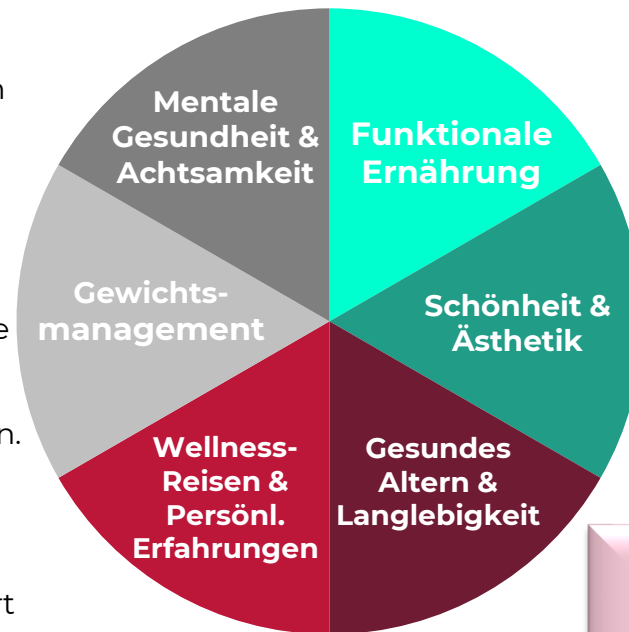 Mentale
Gesundheit &
Achtsamkeit
Funktionale
Ernährung
Schönheit &
Ästhetik
Gesundes
Altern &
Langlebigkeit
Wellness-
Reisen &
Persönl.
Erfahrungen
Gewichts-
management